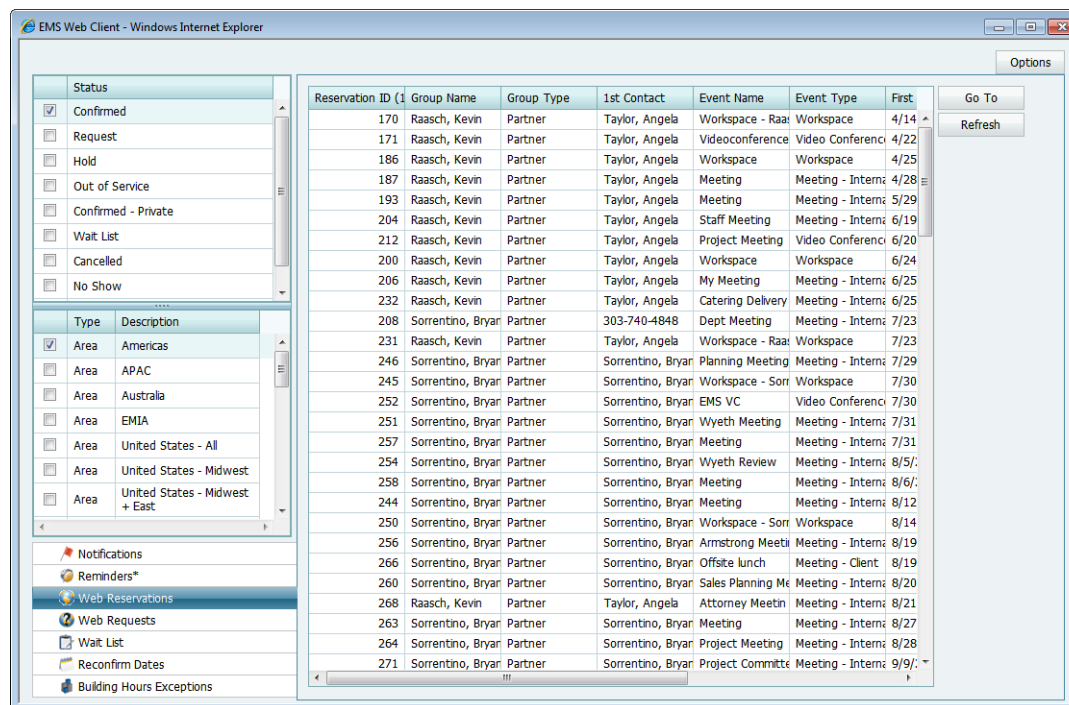 EMS Web Client - Windows Internet Explorer
Options
Status
Confirmed
Request
Hold
Out of Service
Confirmed - Private
Wait List
Cancelled
No Show
Type Description
Area Americas
Area APAC
Area Australia
Area EMIA
Area United States - All
Area United States - Midwest
Area United States - Midwest
+ East
Notifications
Reminders*
Web Reservations
Web Requests
Wait List
Reconfirm Dates
Building Hours Exceptions
Reservation ID (1 Group Name Group Type 1st Contact Event Name Event Type First
170 Raasch, Kevin Partner Taylor, Angela Workspace - Raas Workspace 4/14
171 Raasch, Kevin Partner Taylor, Angela Videoconference Video Conferenc 4/22
186 Raasch, Kevin Partner Taylor, Angela Workspace Workspace 4/25
187 Raasch, Kevin Partner Taylor, Angela Meeting Meeting - Interna 4/28
193 Raasch, Kevin Partner Taylor, Angela Meeting Meeting - Interna 5/29
204 Raasch, Kevin Partner Taylor, Angela Staff Meeting Meeting - Interna 6/19
212 Raasch, Kevin Partner Taylor, Angela Project Meeting Video Conferenc 6/20
200 Raasch, Kevin Partner Taylor, Angela Workspace Workspace 6/24
206 Raasch, Kevin Partner Taylor, Angela My Meeting Meeting - Interna 6/25
232 Raasch, Kevin Partner Taylor, Angela Catering Delivery Meeting - Interna 6/25
208 Sorrentino, Bryan Partner 303-740-4848 Dept Meeting Meeting - Interna 7/23
231 Raasch, Kevin Partner Taylor, Angela Workspace - Raas Workspace 7/23
246 Sorrentino, Bryan Partner Sorrentino, Bryan Planning Meeting Meeting - Interna 7/29
245 Sorrentino, Bryan Partner Sorrentino, Bryan Workspace - Sorr Workspace 7/30
252 Sorrentino, Bryan Partner Sorrentino, Bryan EMS VC Video Conferenc 7/30
251 Sorrentino, Bryan Partner Sorrentino, Bryan Wyeth Meeting Meeting - Interna 7/31
257 Sorrentino, Bryan Partner Sorrentino, Bryan Meeting Meeting - Interna 7/31
254 Sorrentino, Bryan Partner Sorrentino, Bryan Wyeth Review Meeting - Interna 8/5/
258 Sorrentino, Bryan Partner Sorrentino, Bryan Meeting Meeting - Interna 8/6/
244 Sorrentino, Bryan Partner Sorrentino, Bryan Meeting Meeting - Interna 8/12
250 Sorrentino, Bryan Partner Sorrentino, Bryan Workspace - Sorr Workspace 8/14
256 Sorrentino, Bryan Partner Sorrentino, Bryan Armstrong Meeti Meeting - Interna 8/19
266 Sorrentino, Bryan Partner Sorrentino, Bryan Offsite lunch Meeting - Client 8/19
260 Sorrentino, Bryan Partner Sorrentino, Bryan Sales Planning Me Meeting - Interna 8/20
268 Raasch, Kevin Partner Taylor, Angela Attorney Meetin Meeting - Interna 8/21
263 Sorrentino, Bryan Partner Sorrentino, Bryan Meeting Meeting - Interna 8/27
264 Sorrentino, Bryan Partner Sorrentino, Bryan Project Meeting Meeting - Interna 8/28
271 Sorrentino, Bryan Partner Sorrentino, Bryan Project Committe Meeting - Interna 9/9/
Go To
Refresh